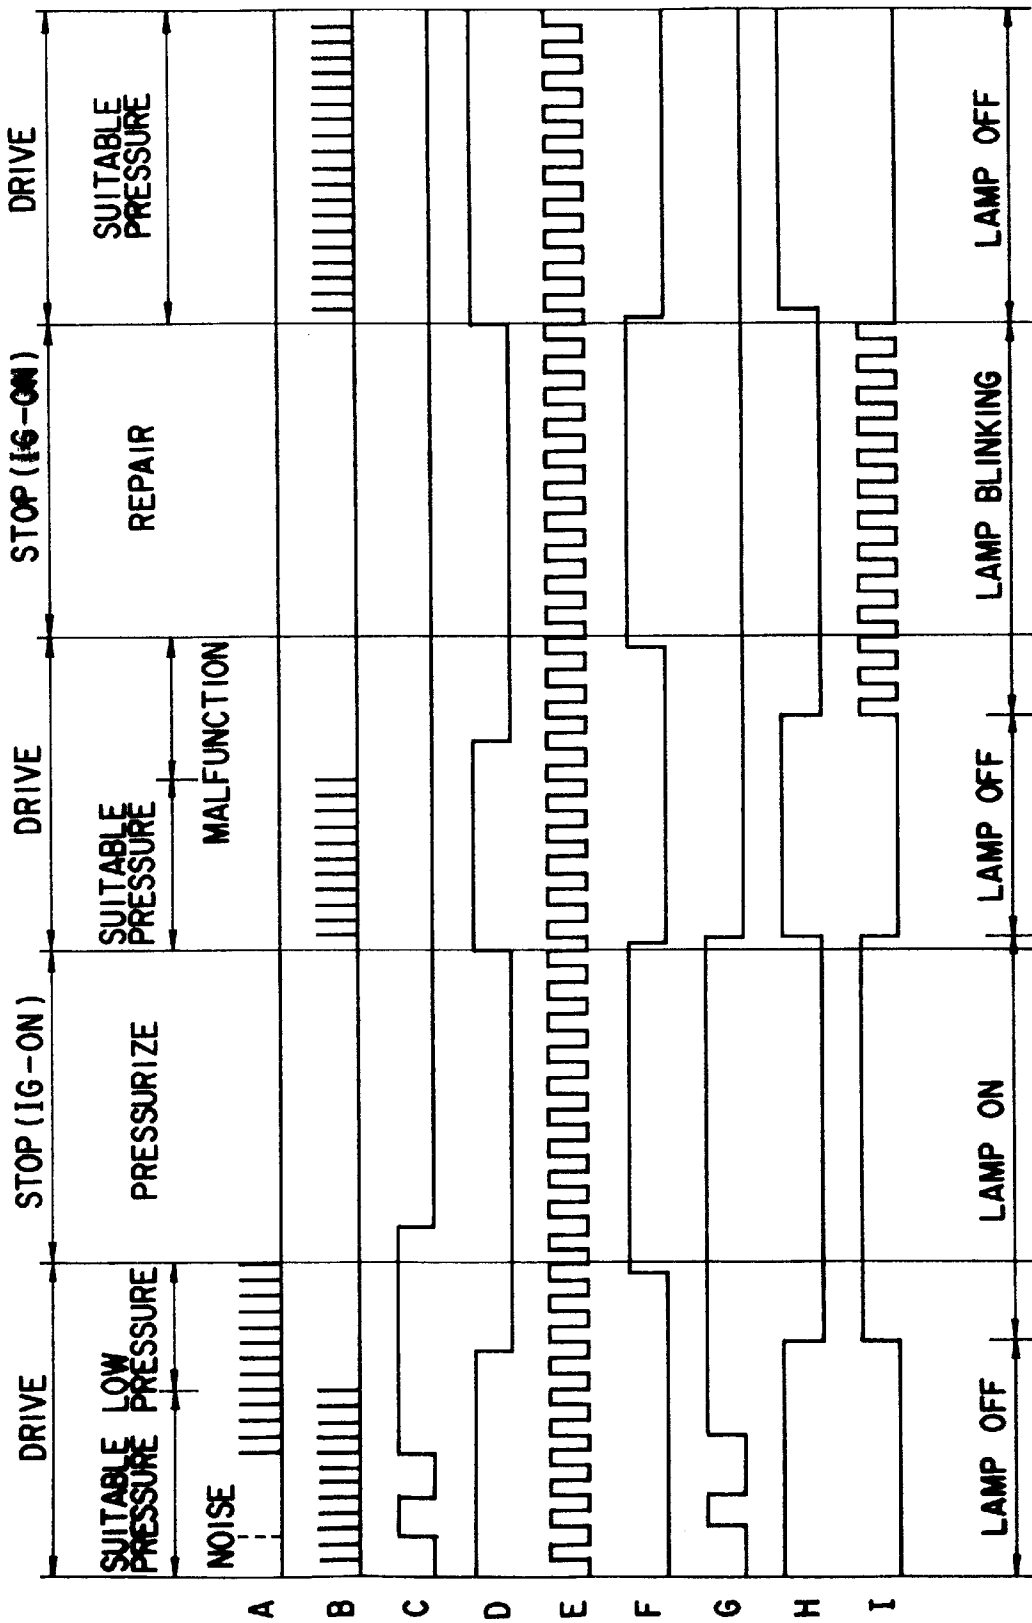 DRIVE
STOP (IG-ON)
DRIVE
STOP (IG-ON)
DRIVE
SUITABLE
PRESSURE
LOW
PRESSURE
PRESSURIZE
SUITABLE
PRESSURE
MALFUNCTION
REPAIR
SUITABLE
PRESSURE
NOISE
A
B
C
D
E
F
G
H
I
LAMP OFF
LAMP ON
LAMP OFF
LAMP BLINKING
LAMP OFF